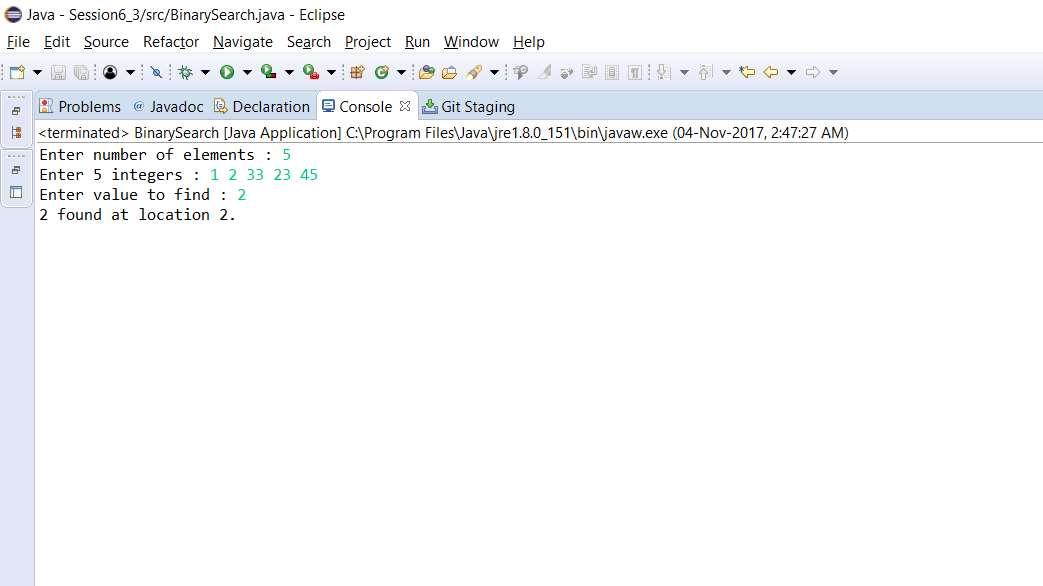 Java - Session6_3/src/BinarySearch.java - Eclipse
File Edit Source Refactor Navigate Search Project Run Window Help
Problems @ Javadoc Declaration Console Git Staging
<terminated> BinarySearch [Java Application] C:\Program Files\Java\jre1.8.0_151\bin\javaw.exe (04-Nov-2017, 2:47:27 AM)
Enter number of elements : 5
Enter 5 integers : 1 2 33 23 45
Enter value to find : 2
2 found at location 2.